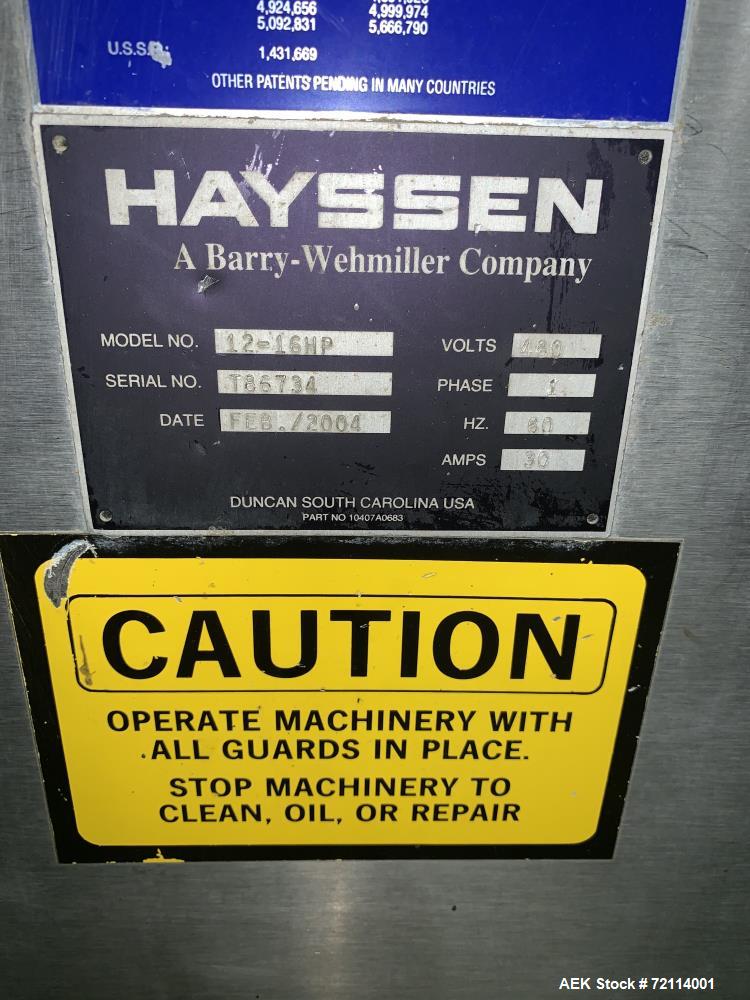 4,924,656 4,999,974
5,092,831 5,666,790
U.S.S.R.: 1,431,669
OTHER PATENTS PENDING IN MANY COUNTRIES
HAYSSEN
A Barry-Wehmiller Company
MODEL NO. 12-16HP VOLTS 480
SERIAL NO. T86734 PHASE 1
DATE FEB./2004 HZ. 60
AMPS 30
DUNCAN SOUTH CAROLINA USA
PART NO 10407A0683
CAUTION
OPERATE MACHINERY WITH
ALL GUARDS IN PLACE.
STOP MACHINERY TO
CLEAN, OIL, OR REPAIR
AEK Stock # 72114001